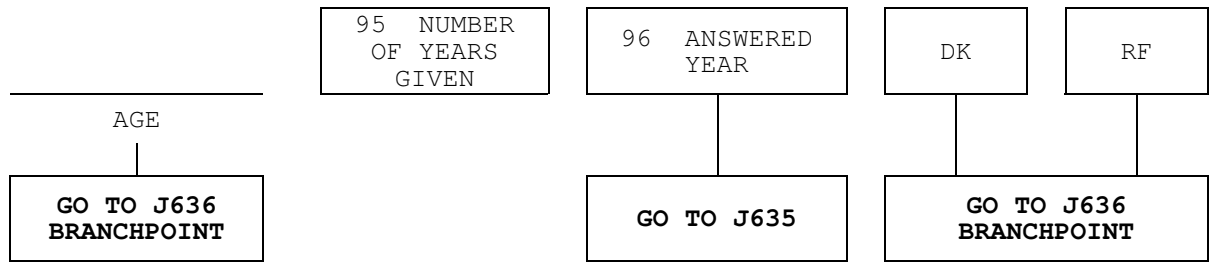 95 NUMBER
OF YEARS
GIVEN
96 ANSWERED
YEAR
DK
RF
AGE
GO TO J636
BRANCHPOINT
GO TO J635
GO TO J636
BRANCHPOINT